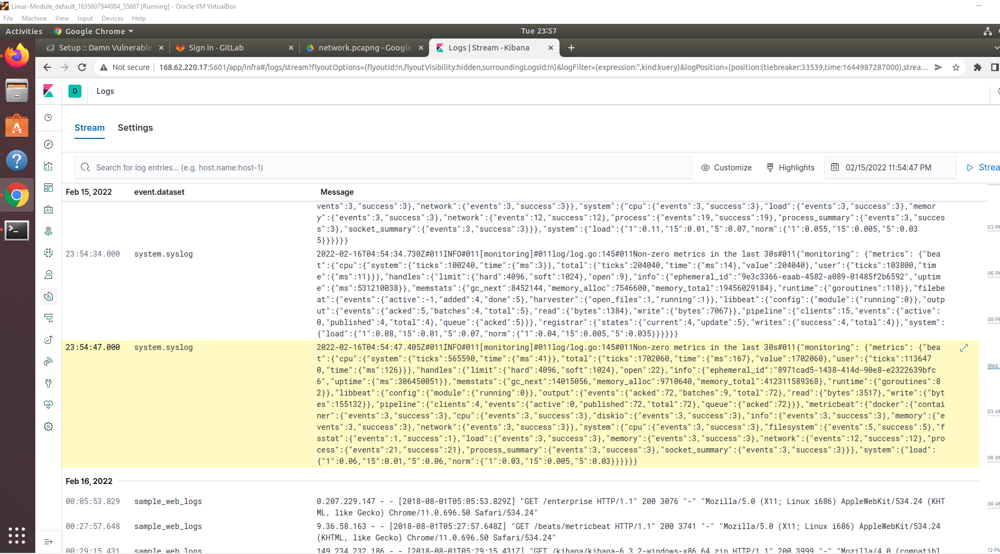 Linux-Module_default_1635607944984_35687 [Running] - Oracle VM VirtualBox
File Machine View Input Devices Help
Activities Google Chrome Tue 23:57
Setup :: Damn Vulnerable Sign in · GitLab network.pcapng - Google Logs | Stream - Kibana
Not secure 168.62.220.17:5601/app/infra#/logs/stream?flyoutOptions=(flyoutId:!n,flyoutVisibility:hidden,surroundingLogsId:!n)&logFilter=(expression:'',kind:kuery)&logPosition=(position:(tiebreaker:33539,time:1644987287000),strea...
D Logs
Stream Settings
Search for log entries... (e.g. host.name:host-1) Customize Highlights 02/15/2022 11:54:47 PM Strea
Feb 15, 2022 event.dataset Message
vents":3,"success":3},"network":{"events":3,"success":3}},"system":{"cpu":{"events":3,"success":3},"load":{"events":3,"success":3},"memor
y":{"events":3,"success":3},"network":{"events":12,"success":12},"process":{"events":19,"success":19},"process_summary":{"events":3,"succes
s":3},"socket_summary":{"events":3,"success":3}}},"system":{"load":{"1":0.11,"15":0.01,"5":0.07,"norm":{"1":0.055,"15":0.005,"5":0.03
5}}}}}}
03 PM
23:54:34.000 system.syslog 2022-02-16T04:54:34.730Z#011INFO#011[monitoring]#011log/log.go:145#011Non-zero metrics in the last 30s#011{"monitoring": {"metrics": {"bea
t":{"cpu":{"system":{"ticks":100240,"time":{"ms":3}},"total":{"ticks":204040,"time":{"ms":14},"value":204040},"user":{"ticks":103800,"tim
e":{"ms":11}}},"handles":{"limit":{"hard":4096,"soft":1024},"open":9},"info":{"ephemeral_id":"9e3c3366-eaab-4582-a089-01485f2b6592","uptim
e":{"ms":531210038}},"memstats":{"gc_next":8452144,"memory_alloc":7546600,"memory_total":19456029184},"runtime":{"goroutines":110}},"filebe
at":{"events":{"active":-1,"added":4,"done":5},"harvester":{"open_files":1,"running":1}},"libbeat":{"config":{"module":{"running":0}},"outp
ut":{"events":{"acked":5,"batches":4,"total":5},"read":{"bytes":1384},"write":{"bytes":7067}},"pipeline":{"clients":15,"events":{"active":
0,"published":4,"total":4},"queue":{"acked":5}}},"registrar":{"states":{"current":4,"update":5},"writes":{"success":4,"total":4}},"system":
{"load":{"1":0.08,"15":0.01,"5":0.07,"norm":{"1":0.04,"15":0.005,"5":0.035}}}}}}
06 PM
09 PM
23:54:47.000 system.syslog 2022-02-16T04:54:47.405Z#011INFO#011[monitoring]#011log/log.go:145#011Non-zero metrics in the last 30s#011{"monitoring": {"metrics": {"bea
t":{"cpu":{"system":{"ticks":565590,"time":{"ms":41}},"total":{"ticks":1702060,"time":{"ms":167},"value":1702060},"user":{"ticks":113647
0,"time":{"ms":126}}},"handles":{"limit":{"hard":4096,"soft":1024},"open":22},"info":{"ephemeral_id":"8971cad5-1438-414d-90e8-e2322639bfc
6","uptime":{"ms":306450051}},"memstats":{"gc_next":14015056,"memory_alloc":9710640,"memory_total":412311589368},"runtime":{"goroutines":8
2}},"libbeat":{"config":{"module":{"running":0}},"output":{"events":{"acked":72,"batches":9,"total":72},"read":{"bytes":3517},"write":{"byt
es":155132}},"pipeline":{"clients":4,"events":{"active":0,"published":72,"total":72},"queue":{"acked":72}}},"metricbeat":{"docker":{"contai
ner":{"events":3,"success":3},"cpu":{"events":3,"success":3},"diskio":{"events":3,"success":3},"info":{"events":3,"success":3},"memory":{"e
vents":3,"success":3},"network":{"events":3,"success":3}},"system":{"cpu":{"events":3,"success":3},"filesystem":{"events":5,"success":5},"f
sstat":{"events":1,"success":1},"load":{"events":3,"success":3},"memory":{"events":3,"success":3},"network":{"events":12,"success":12},"pro
cess":{"events":21,"success":21},"process_summary":{"events":3,"success":3},"socket_summary":{"events":3,"success":3}}},"system":{"load":
{"1":0.06,"15":0.01,"5":0.06,"norm":{"1":0.03,"15":0.005,"5":0.03}}}}}}
Wed
03 AM
06 AM
Feb 16, 2022
00:05:53.829 sample_web_logs 0.207.229.147 - - [2018-08-01T05:05:53.829Z] "GET /enterprise HTTP/1.1" 200 3076 "-" "Mozilla/5.0 (X11; Linux i686) AppleWebKit/534.24 (KHT
ML, like Gecko) Chrome/11.0.696.50 Safari/534.24"
09 AM
00:27:57.648 sample_web_logs 9.36.58.163 - - [2018-08-01T05:27:57.648Z] "GET /beats/metricbeat HTTP/1.1" 200 3741 "-" "Mozilla/5.0 (X11; Linux i686) AppleWebKit/534.24
(KHTML, like Gecko) Chrome/11.0.696.50 Safari/534.24"
00:29:15.431 sample_web_logs 149.234.232.186 - - [2018-08-01T05:29:15.431Z] "GET /kibana/kibana-6.3.2-windows-x86_64.zip HTTP/1.1" 200 3999 "-" "Mozilla/4.0 (compatibl
12 PM